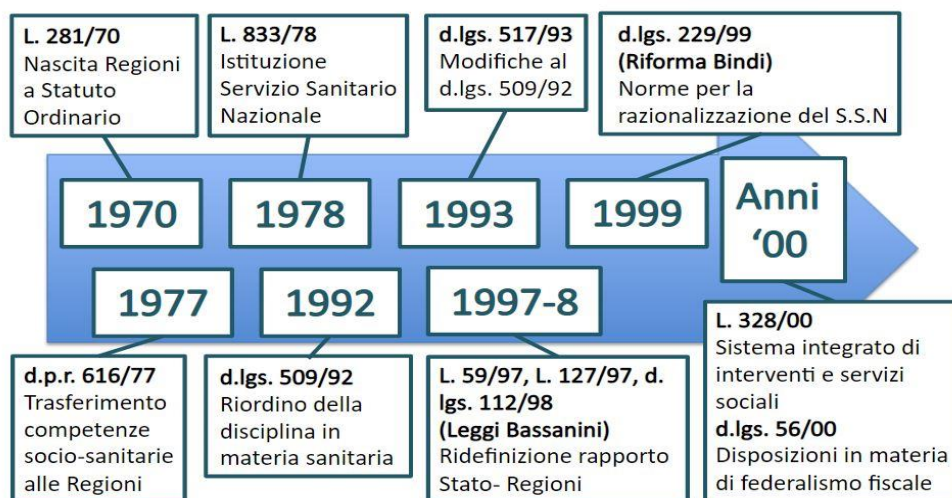 L. 281/70
Nascita Regioni
a Statuto
Ordinario
L. 833/78
Istituzione
Servizio Sanitario
Nazionale
d.lgs. 517/93
Modifiche al
d.lgs. 509/92
d.lgs. 229/99
(Riforma Bindi)
Norme per la
razionalizzazione del S.S.N
1970
1978
1993
1999
Anni
‘00
1977
1992
1997-8
d.p.r. 616/77
Trasferimento
competenze
socio-sanitarie
alle Regioni
d.lgs. 509/92
Riordino della
disciplina in
materia sanitaria
L. 59/97, L. 127/97, d.
lgs. 112/98
(Leggi Bassanini)
Ridefinizione rapporto
Stato- Regioni
L. 328/00
Sistema integrato di
interventi e servizi
sociali
d.lgs. 56/00
Disposizioni in materia
di federalismo fiscale